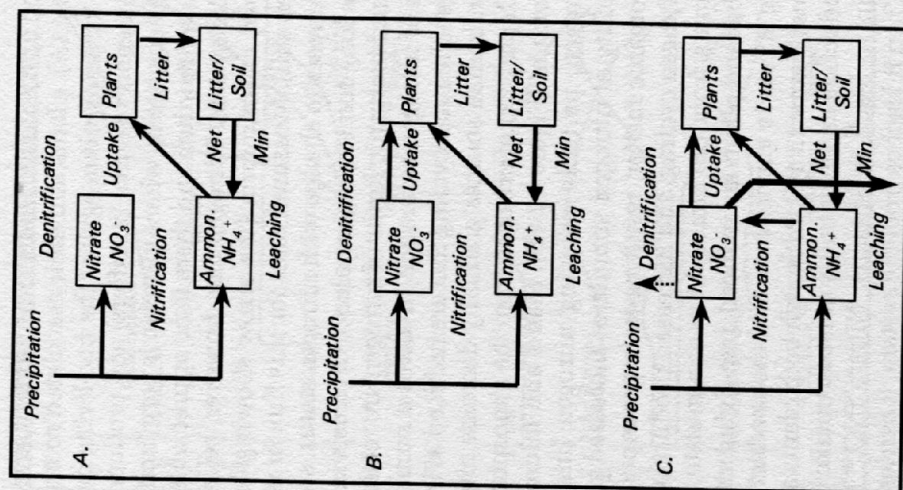 A.
Precipitation
Denitrification
Nitrate
NO₃⁻
Uptake
Plants
Nitrification
Litter
Ammon.
NH₄⁺
Net
Min
Litter/
Soil
Leaching
B.
Precipitation
Denitrification
Nitrate
NO₃⁻
Uptake
Plants
Nitrification
Litter
Ammon.
NH₄⁺
Net
Min
Litter/
Soil
Leaching
C.
Precipitation
Denitrification
Nitrate
NO₃⁻
Uptake
Plants
Nitrification
Litter
Ammon.
NH₄⁺
Net
Min
Litter/
Soil
Leaching